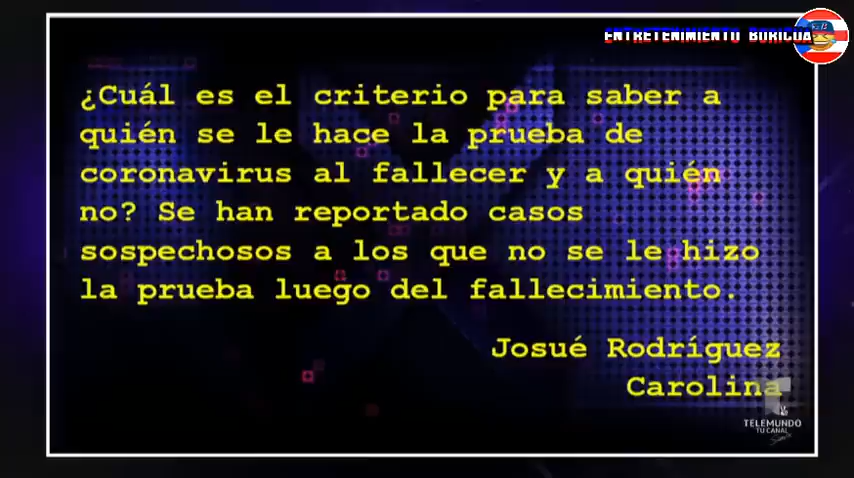 ENTRETENIMIENTO BORICUA
¿Cuál es el criterio para saber a
quién se le hace la prueba de
coronavirus al fallecer y a quién
no? Se han reportado casos
sospechosos a los que no se le hizo
la prueba luego del fallecimiento.
Josué Rodríguez
Carolina
TELEMUNDO
TU CANAL